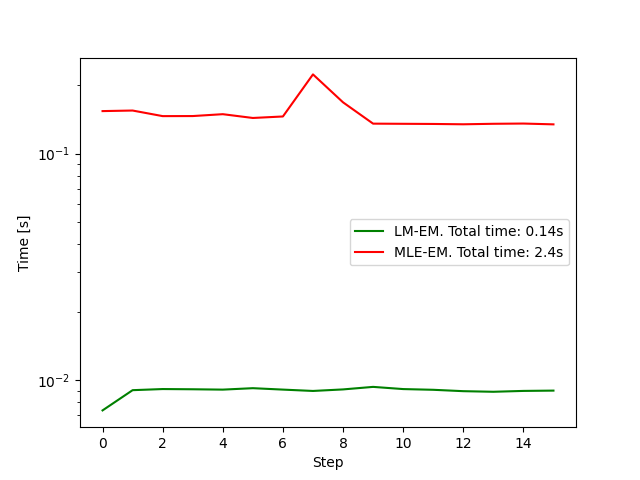 10⁻¹
10⁻²
Time [s]
LM-EM. Total time: 0.14s
MLE-EM. Total time: 2.4s
0 2 4 6 8 10 12 14
Step